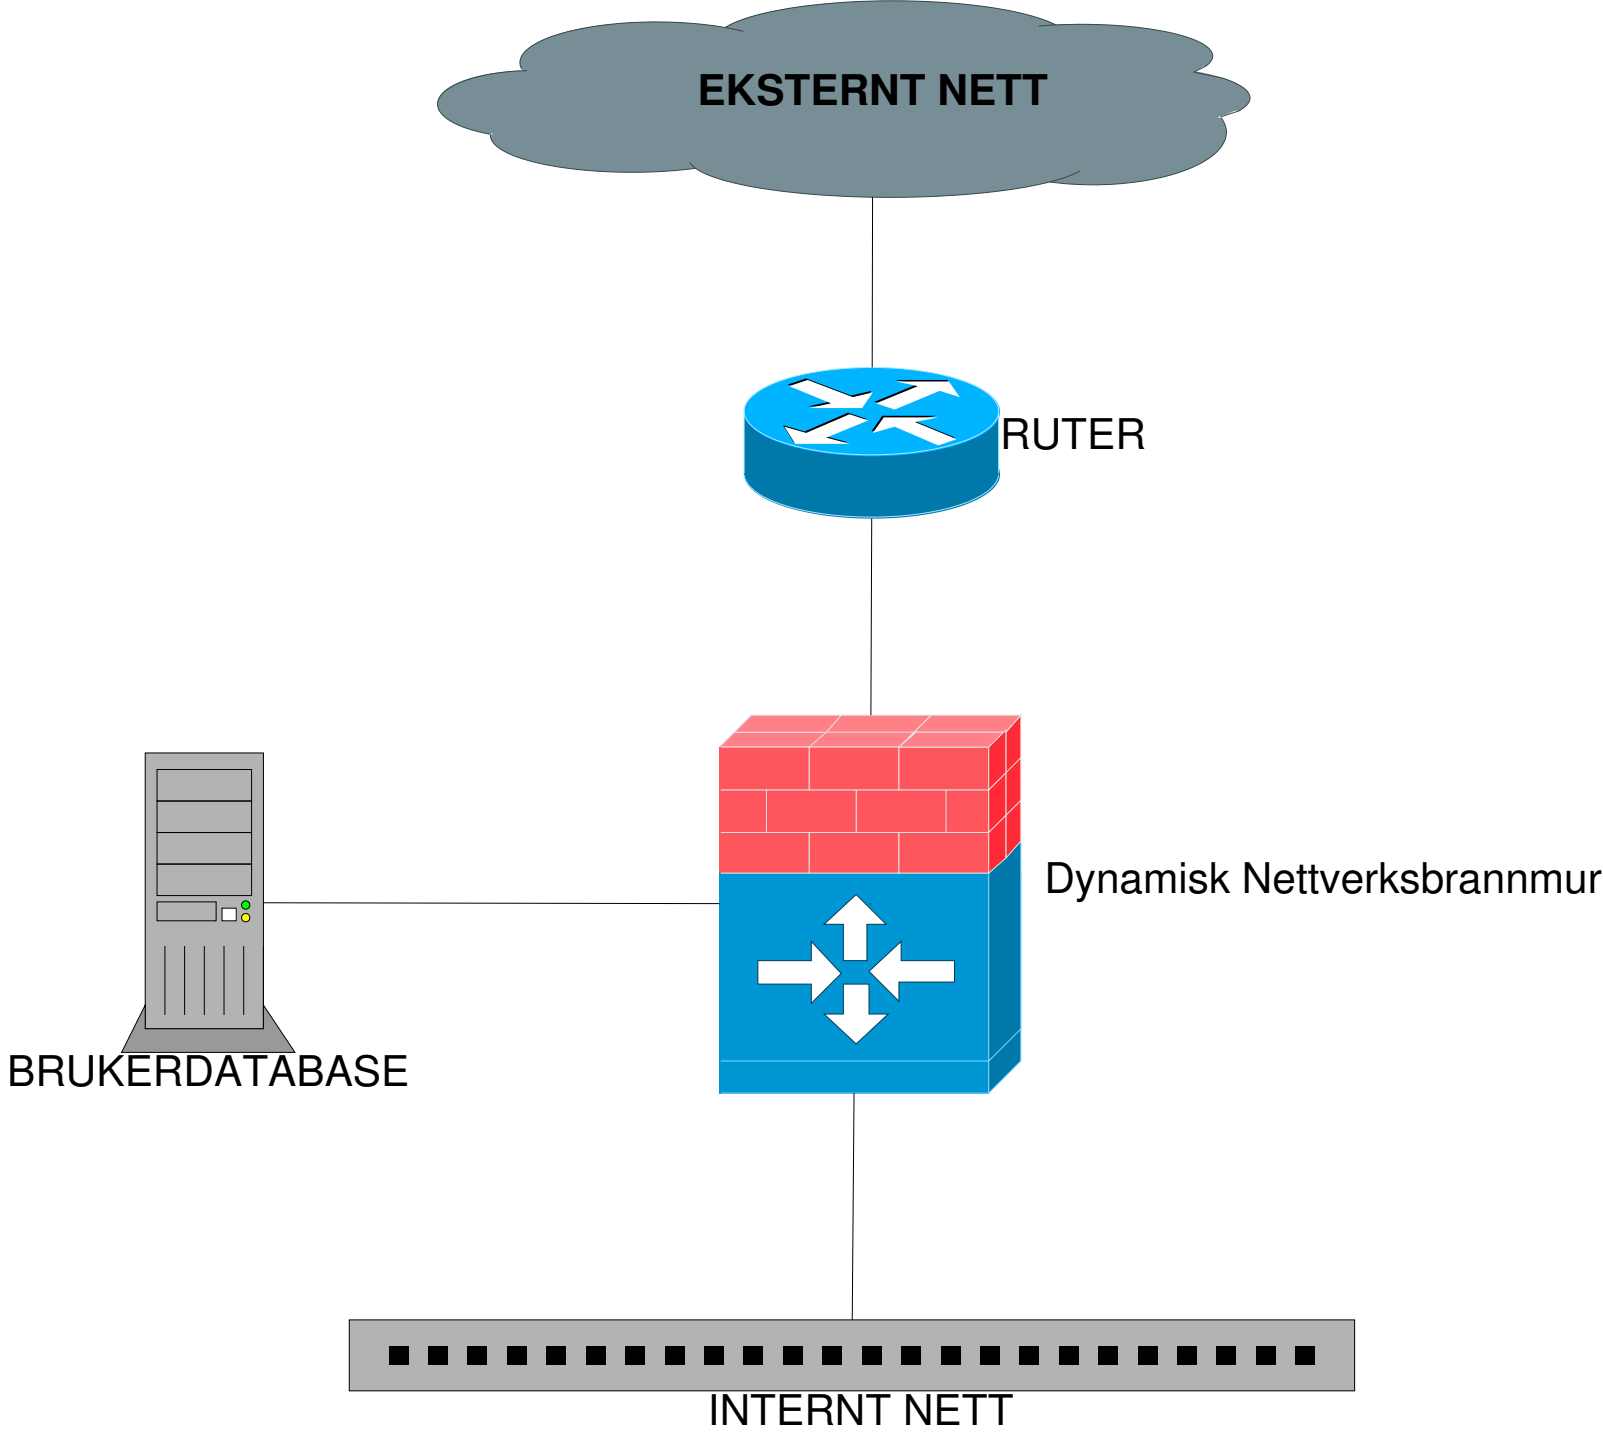 EKSTERNT NETT
RUTER
Dynamisk Nettverksbrannmur
BRUKERDATABASE
INTERNT NETT